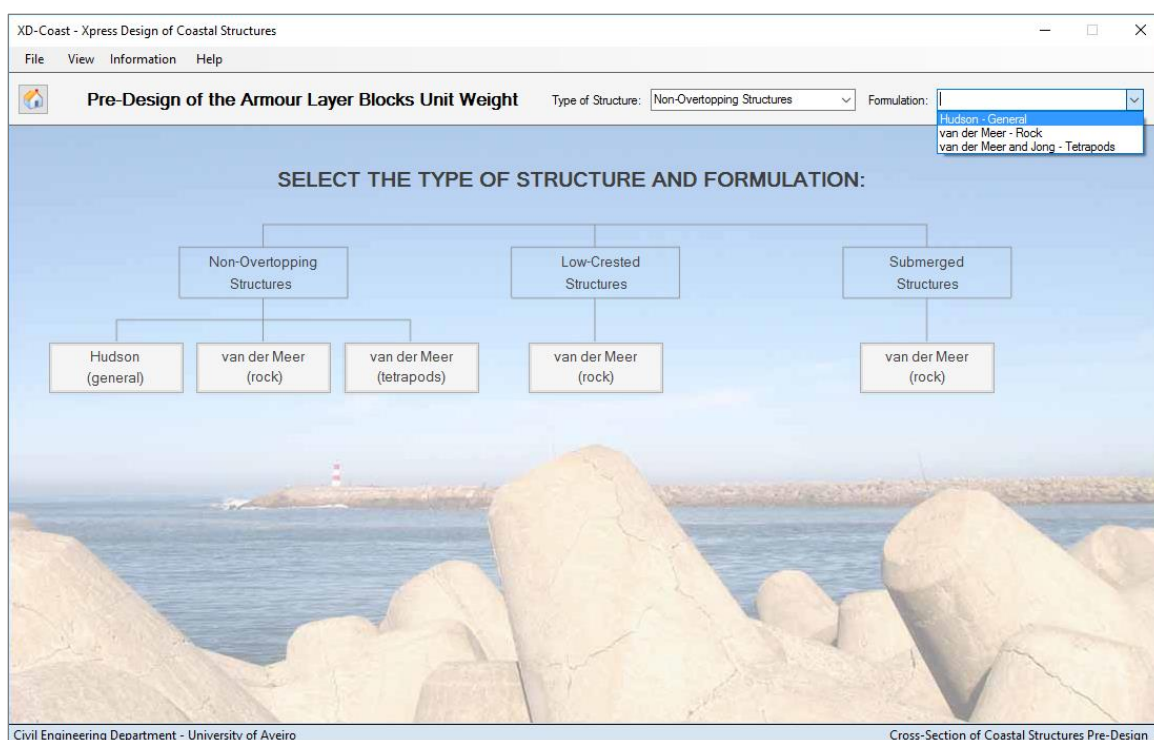 XD-Coast - Xpress Design of Coastal Structures
File View Information Help
Pre-Design of the Armour Layer Blocks Unit Weight Type of Structure: Non-Overtopping Structures Formulation:
Hudson - General
van der Meer - Rock
van der Meer and Jong - Tetrapods
SELECT THE TYPE OF STRUCTURE AND FORMULATION:
Non-Overtopping Low-Crested Submerged
Structures Structures Structures
Hudson van der Meer van der Meer van der Meer van der Meer
(general) (rock) (tetrapods) (rock) (rock)
Civil Engineering Department - University of Aveiro Cross-Section of Coastal Structures Pre-Design